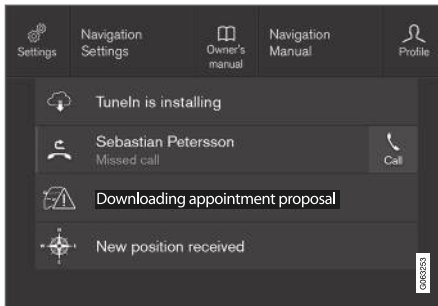 Settings
Navigation
Settings
Owner's
manual
Navigation
Manual
Profile
TuneIn is installing
Sebastian Petersson
Missed call
Call
Downloading appointment proposal
New position received
G063253